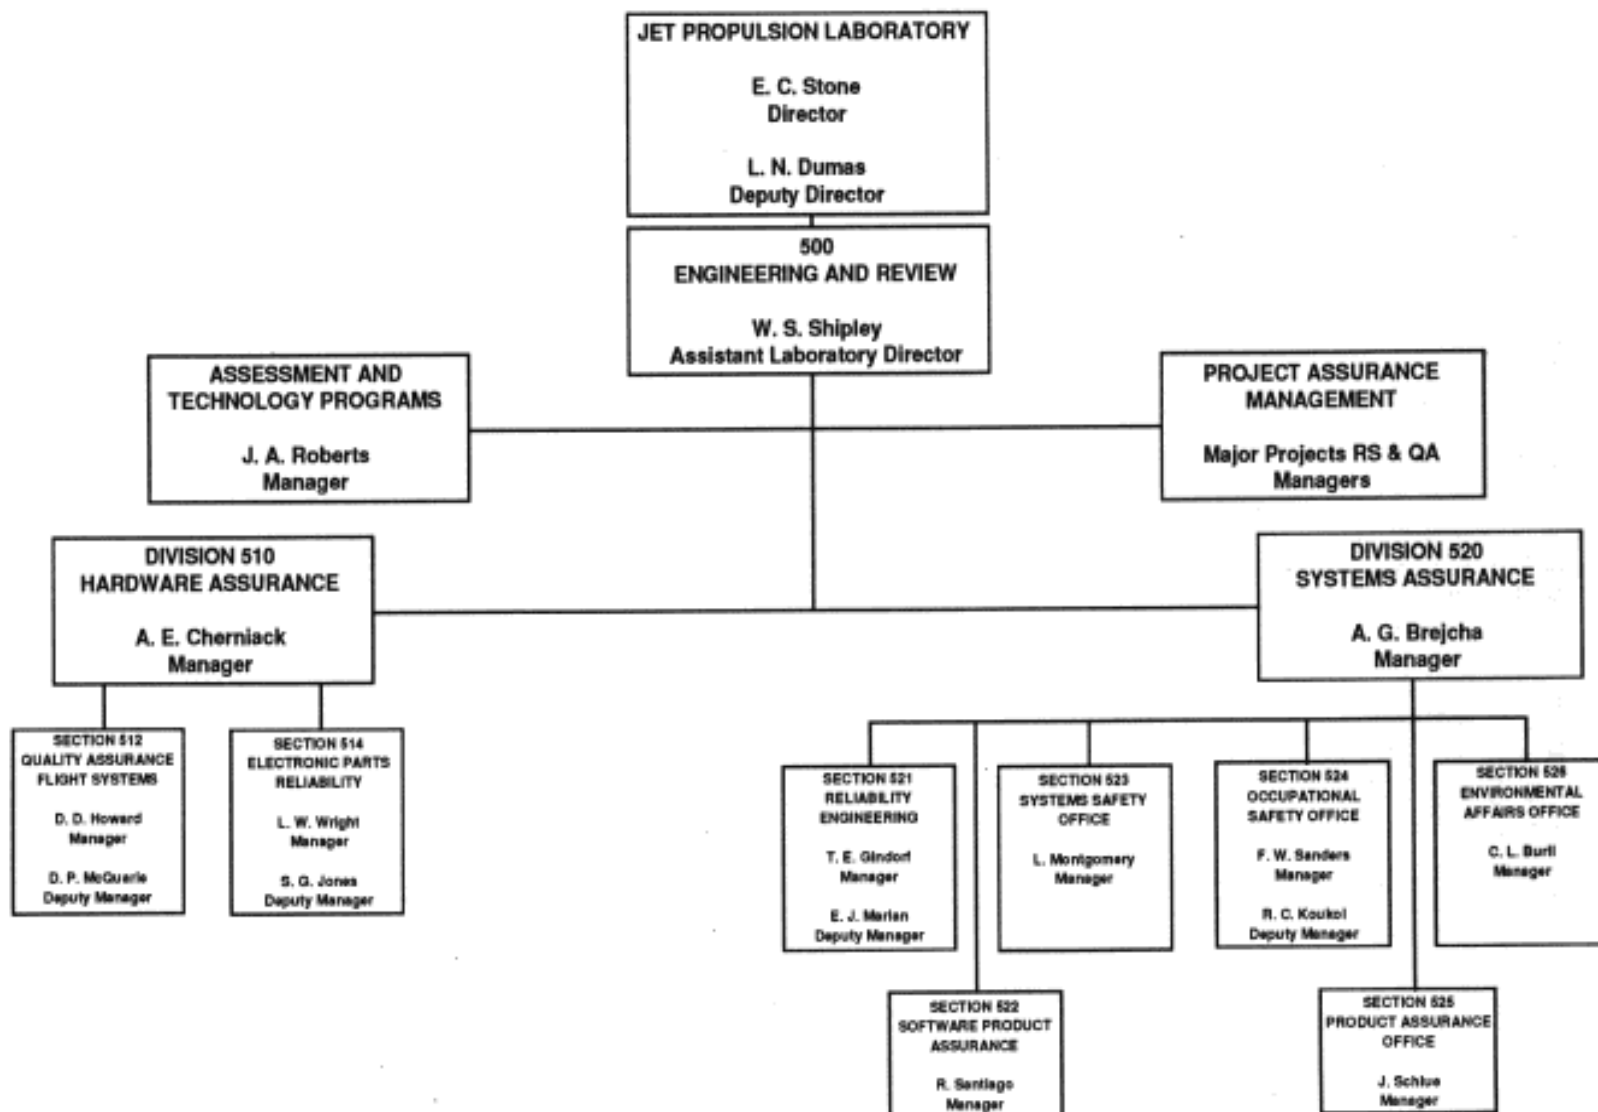 JET PROPULSION LABORATORY
E. C. Stone
Director
L. N. Dumas
Deputy Director
500
ENGINEERING AND REVIEW
W. S. Shipley
Assistant Laboratory Director
ASSESSMENT AND
TECHNOLOGY PROGRAMS
J. A. Roberts
Manager
PROJECT ASSURANCE
MANAGEMENT
Major Projects RS & QA
Managers
DIVISION 510
HARDWARE ASSURANCE
A. E. Cherniack
Manager
DIVISION 520
SYSTEMS ASSURANCE
A. G. Brejcha
Manager
SECTION 512
QUALITY ASSURANCE
FLIGHT SYSTEMS
D. D. Howard
Manager
D. P. McQuarie
Deputy Manager
SECTION 514
ELECTRONIC PARTS
RELIABILITY
L. W. Wright
Manager
S. G. Jones
Deputy Manager
SECTION 521
RELIABILITY
ENGINEERING
T. E. Gindorf
Manager
E. J. Marian
Deputy Manager
SECTION 523
SYSTEMS SAFETY
OFFICE
L. Montgomery
Manager
SECTION 524
OCCUPATIONAL
SAFETY OFFICE
F. W. Sanders
Manager
R. C. Koukol
Deputy Manager
SECTION 526
ENVIRONMENTAL
AFFAIRS OFFICE
C. L. Buril
Manager
SECTION 522
SOFTWARE PRODUCT
ASSURANCE
R. Santiago
Manager
SECTION 525
PRODUCT ASSURANCE
OFFICE
J. Schlue
Manager